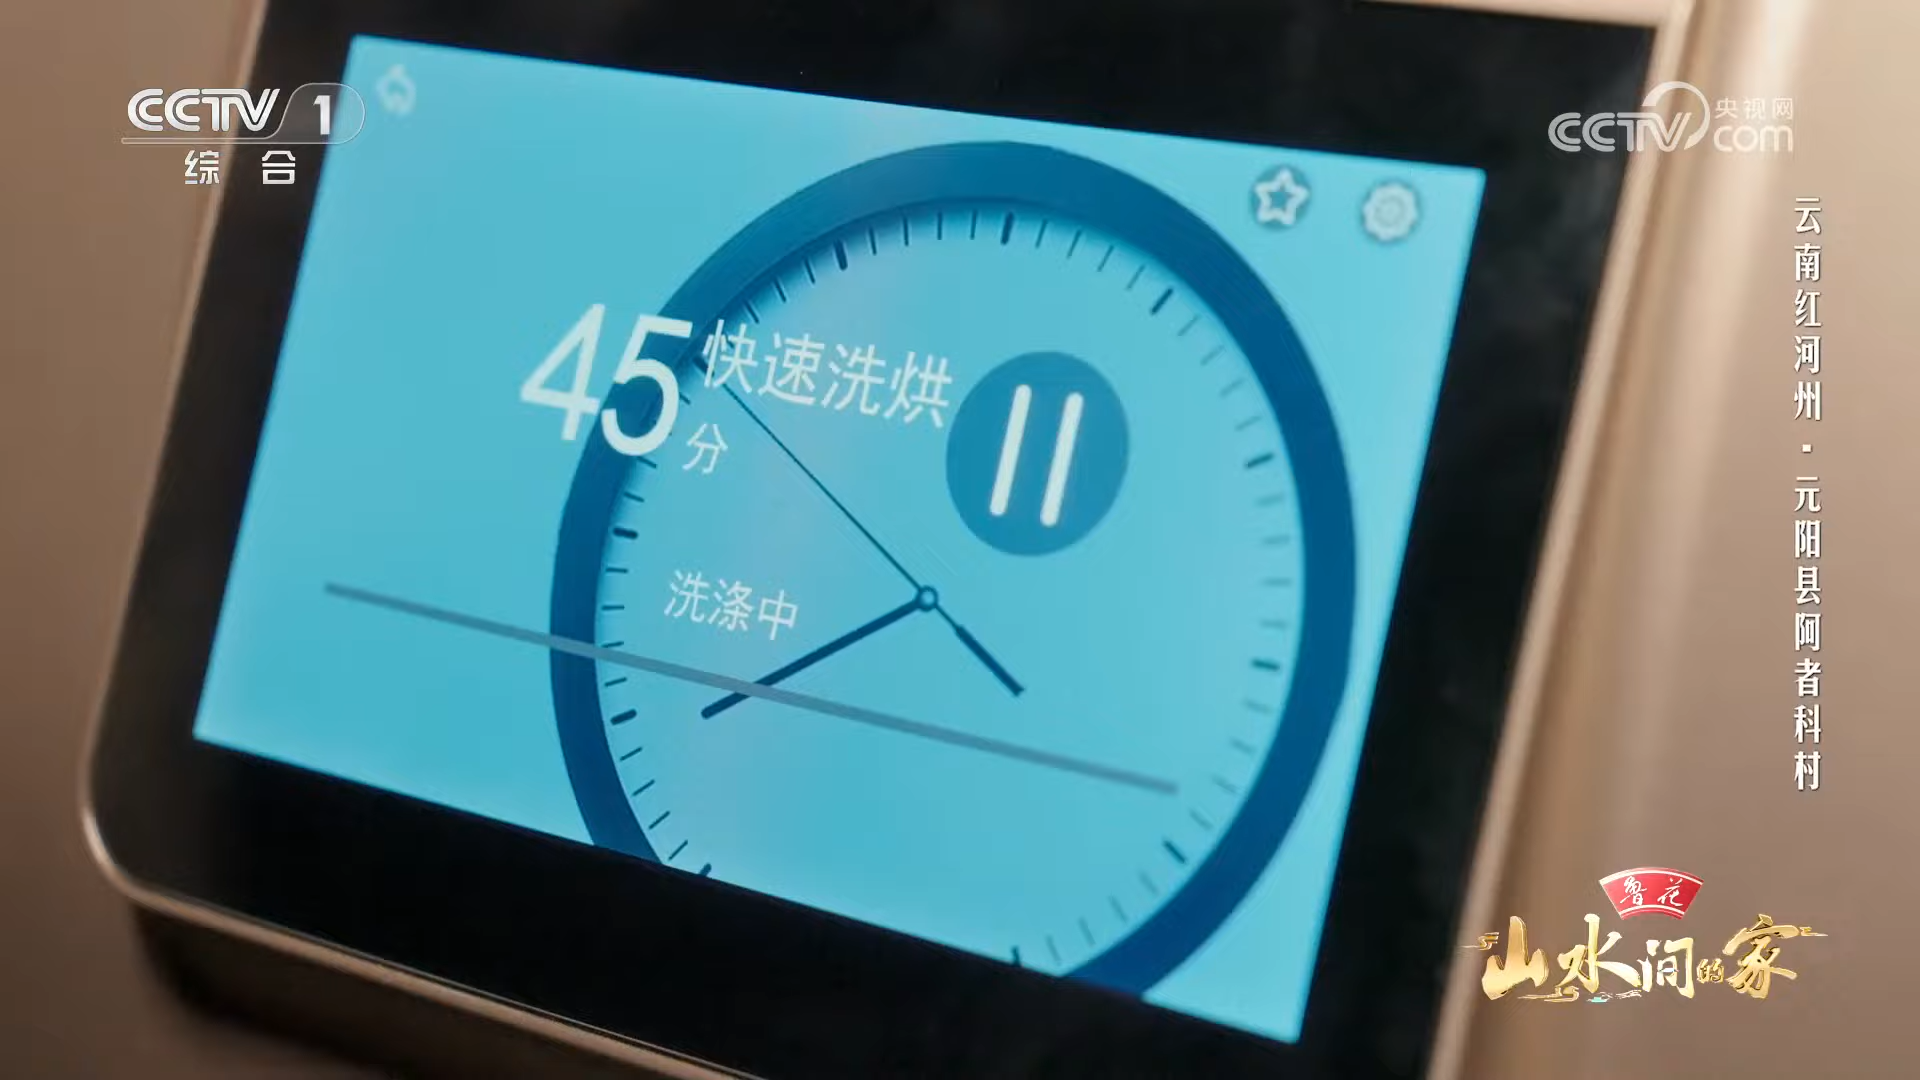 CCTV 1
综合
央视网
CCTV com
云南红河州·元阳县阿者科村
45 快速洗烘
分
洗涤中
鲁花
山水间的家